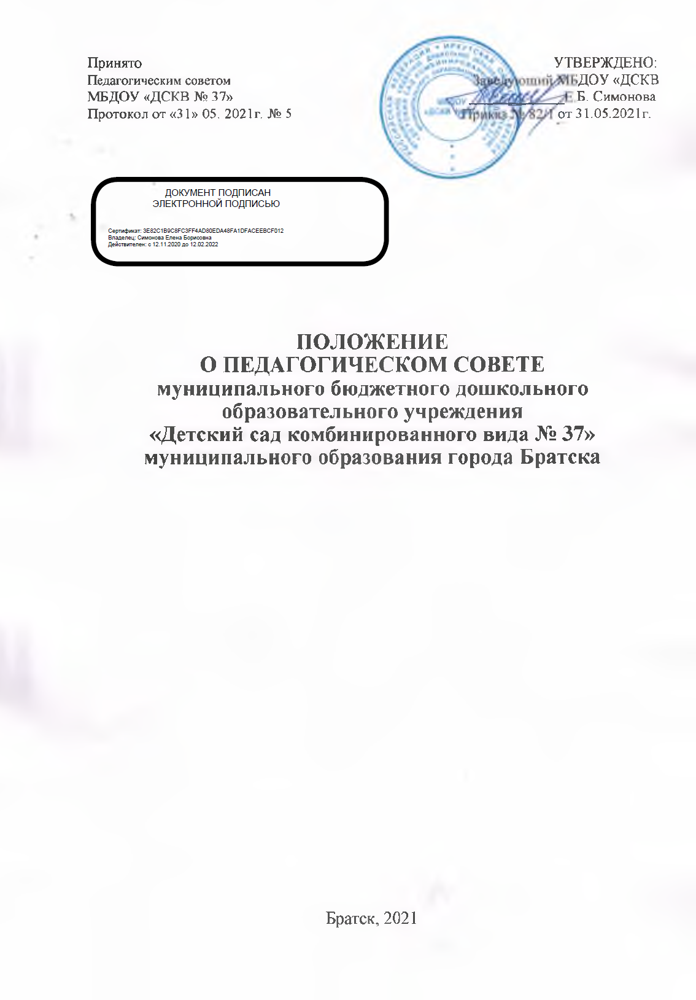 Принято
Педагогическим советом
МБДОУ «ДСКВ № 37»
Протокол от «31» 05. 2021г. № 5
УТВЕРЖДЕНО:
Заведующий МБДОУ «ДСКВ
Е.Б. Симонова
Приказ № 82/1 от 31.05.2021г.
ДОКУМЕНТ ПОДПИСАН
ЭЛЕКТРОННОЙ ПОДПИСЬЮ
Сертификат: 3E82C1B9C8FC3FF4AD80EDA48FA1DFACEEBCF012
Владелец: Симонова Елена Борисовна
Действителен: с 12.11.2020 до 12.02.2022
ПОЛОЖЕНИЕ
О ПЕДАГОГИЧЕСКОМ СОВЕТЕ
муниципального бюджетного дошкольного
образовательного учреждения
«Детский сад комбинированного вида № 37»
муниципального образования города Братска
Братск, 2021